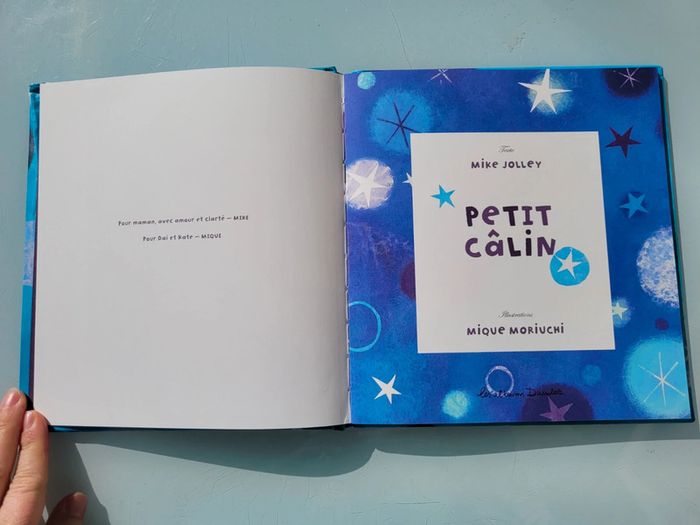 Pour maman, avec amour et clarté — MIKE
Pour Dai et Kate — MIQUE
Texte
MIKE JOLLEY
PETIT
CÂLIN
Illustrations
MIQUE MORIUCHI